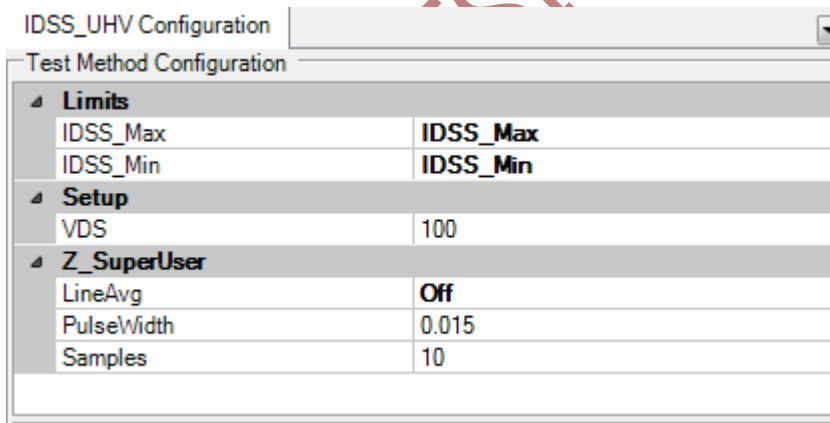 IDSS_UHV Configuration
Test Method Configuration
Limits
IDSS_Max IDSS_Max
IDSS_Min IDSS_Min
Setup
VDS 100
Z_SuperUser
LineAvg Off
PulseWidth 0.015
Samples 10